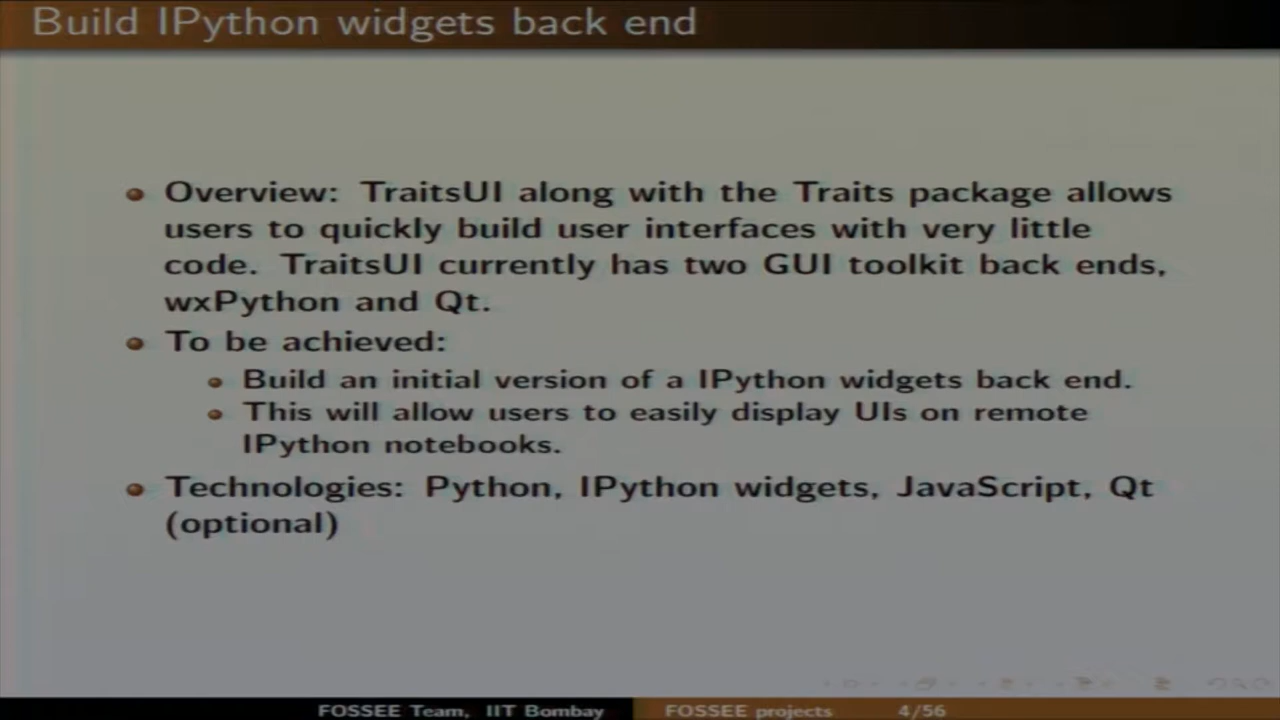 Build IPython widgets back end
Overview: TraitsUI along with the Traits package allows
users to quickly build user interfaces with very little
code. TraitsUI currently has two GUI toolkit back ends,
wxPython and Qt.
To be achieved:
Build an initial version of a IPython widgets back end.
This will allow users to easily display UIs on remote
IPython notebooks.
Technologies: Python, IPython widgets, JavaScript, Qt
(optional)
FOSSEE Team, IIT Bombay FOSSEE projects 4/56